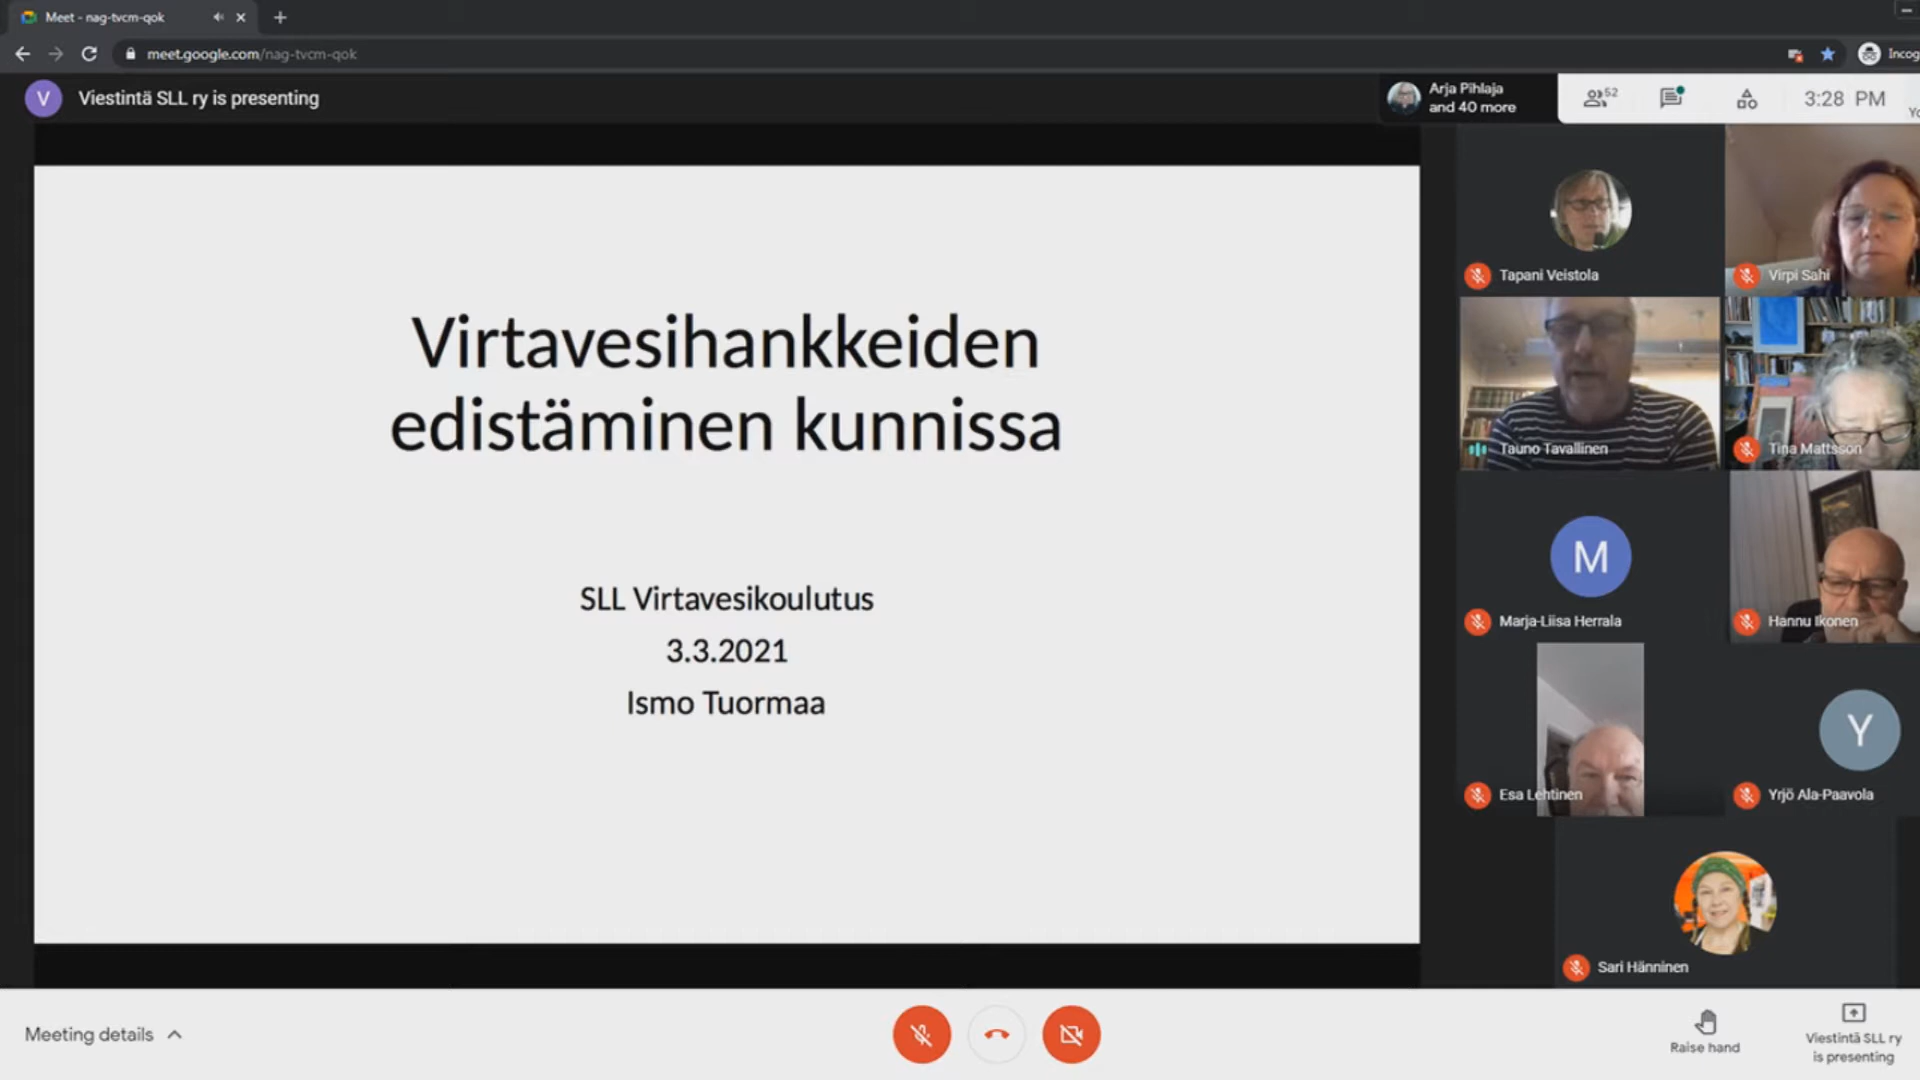 Meet - nag-tvcm-qok
meet.google.com/nag-tvcm-qok
V
Viestintä SLL ry is presenting
Arja Pihlaja
and 40 more
52
3:28 PM
Virtavesihankkeiden
edistäminen kunnissa
SLL Virtavesikoulutus
3.3.2021
Ismo Tuormaa
Tapani Veistola
Virpi Sahi
Tauno Tavallinen
Tina Mattsson
M
Marja-Liisa Herrala
Hannu Ikonen
Esa Lehtinen
Y
Yrjö Ala-Paavola
Sari Hänninen
Meeting details
Raise hand
Viestintä SLL ry
is presenting